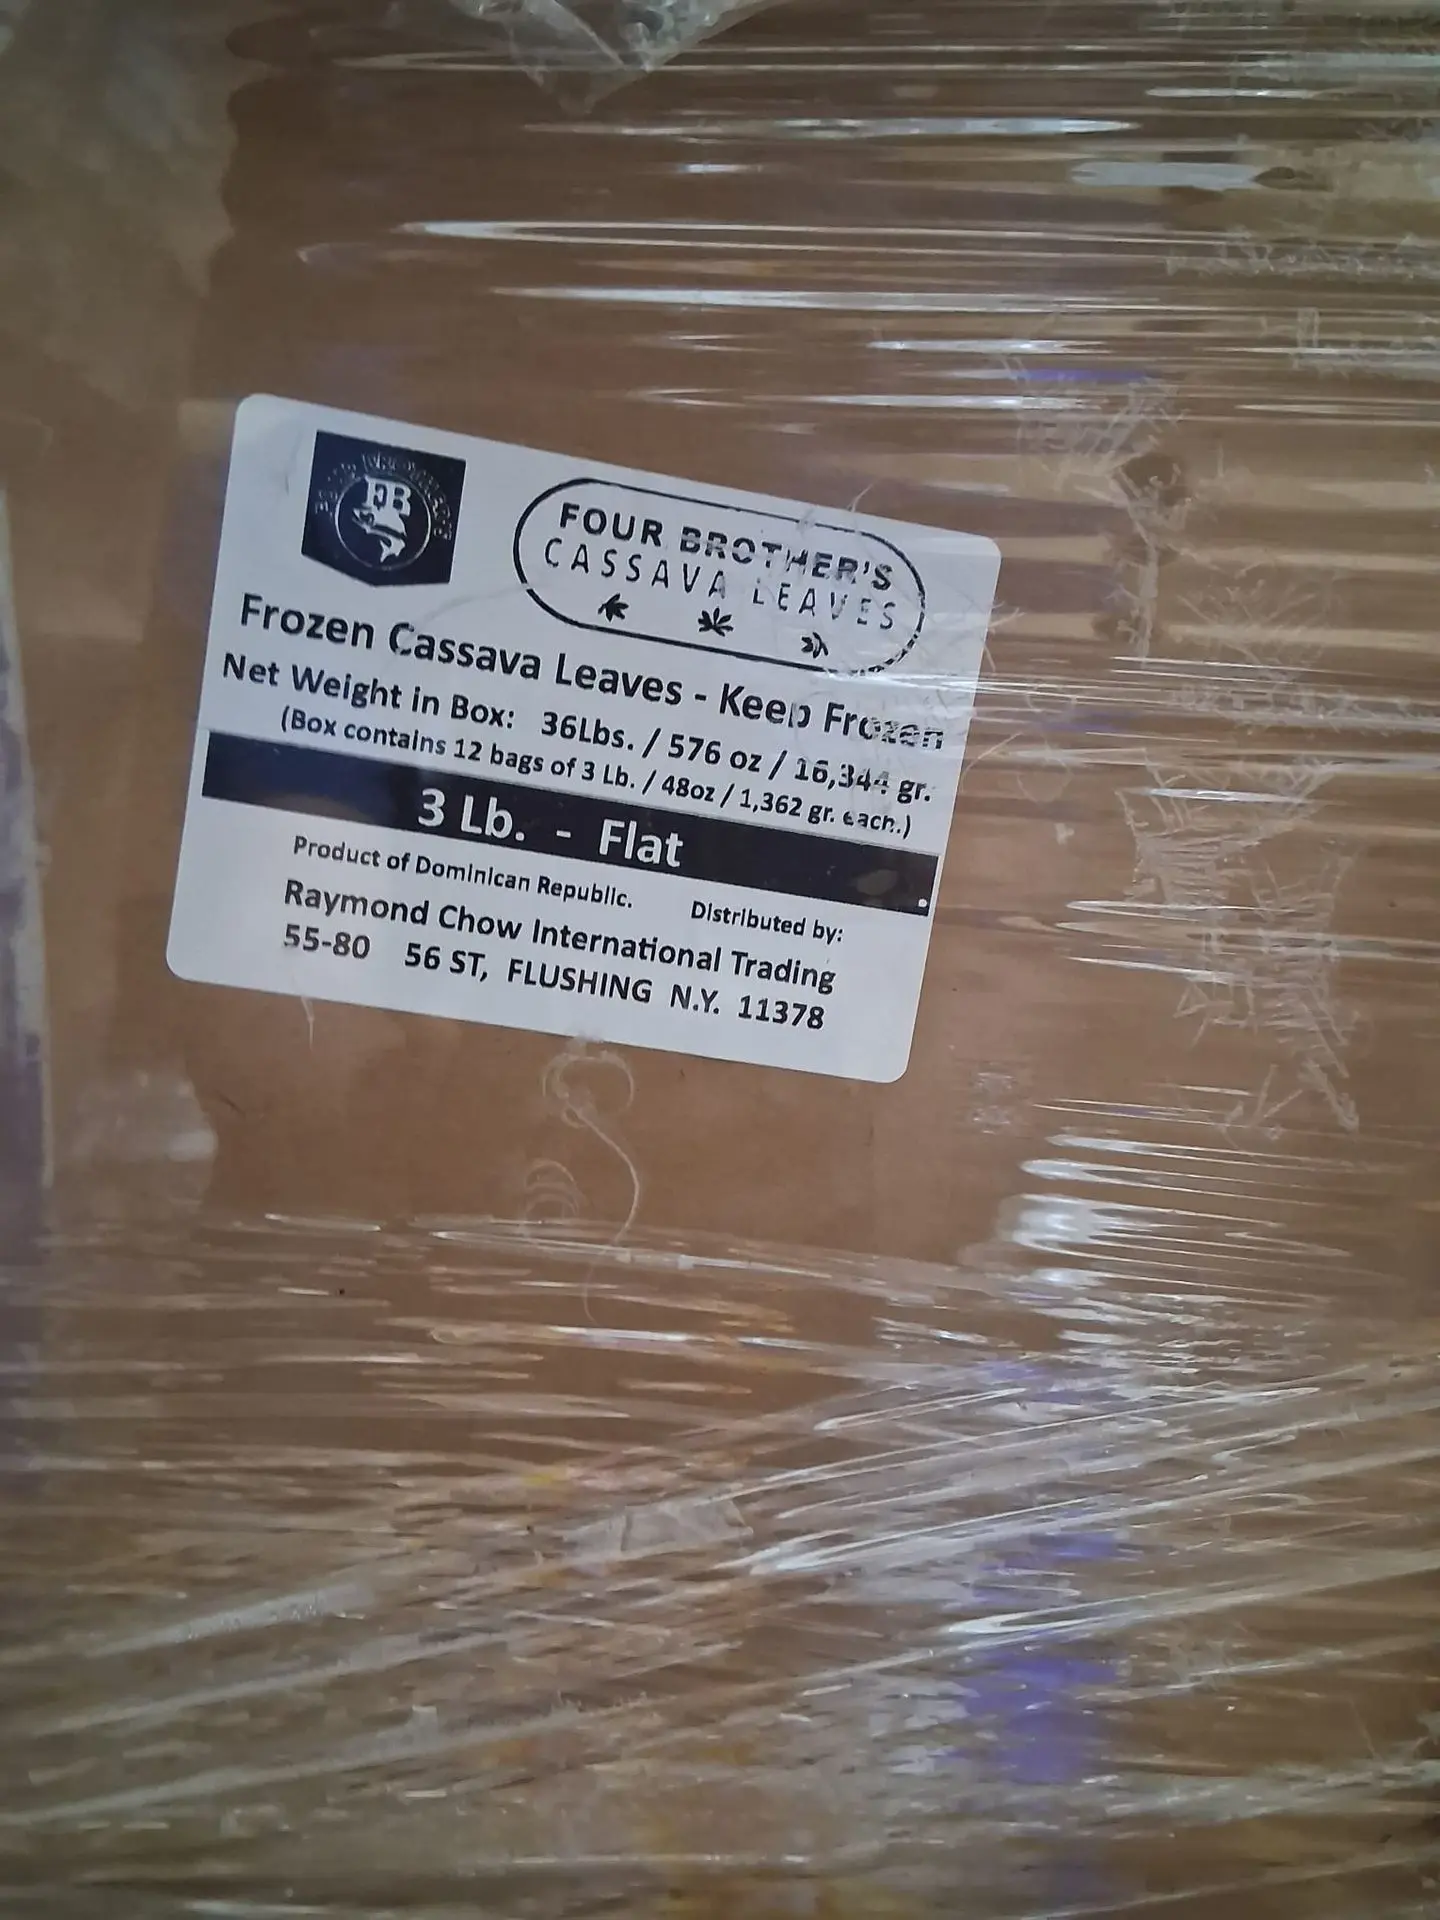 FB
FOUR BROTHER'S
CASSAVA LEAVES
Frozen Cassava Leaves - Keep Frozen
Net Weight in Box: 36Lbs. / 576 oz / 16,344 gr.
(Box contains 12 bags of 3 Lb. / 48oz / 1,362 gr. each.)
3 Lb. - Flat
Product of Dominican Republic. Distributed by:
Raymond Chow International Trading
55-80 56 ST, FLUSHING N.Y. 11378